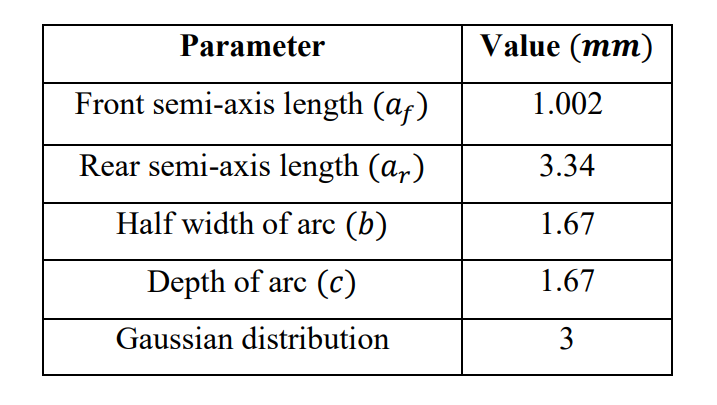 Parameter Value (mm)
Front semi-axis length (a_f) 1.002
Rear semi-axis length (a_r) 3.34
Half width of arc (b) 1.67
Depth of arc (c) 1.67
Gaussian distribution 3